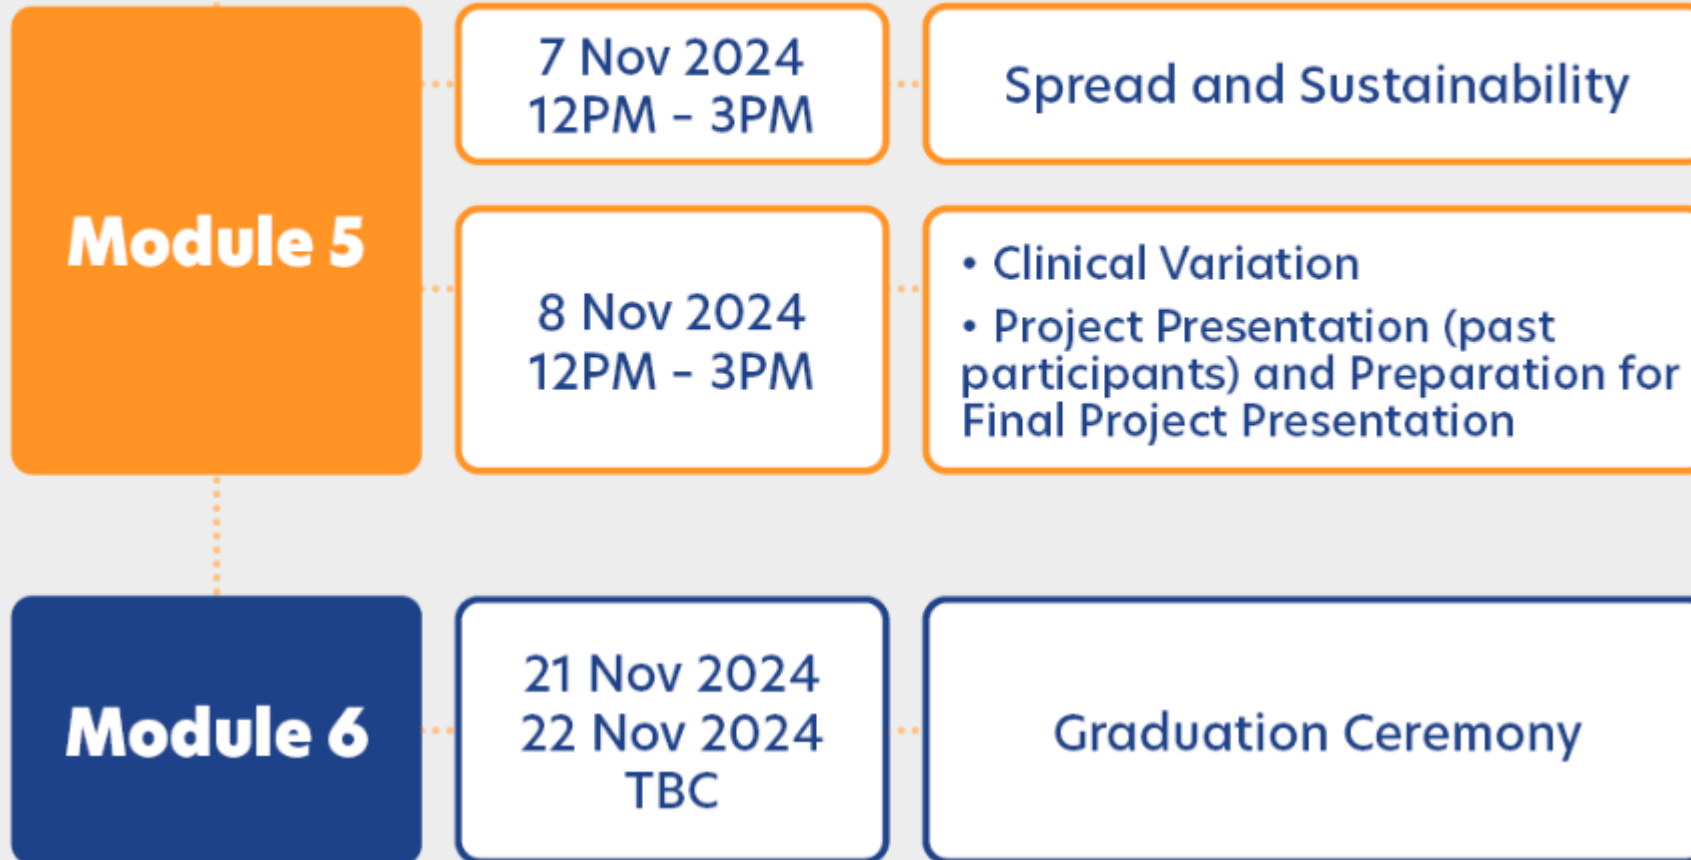 Module 5
7 Nov 2024
12PM – 3PM
Spread and Sustainability
8 Nov 2024
12PM – 3PM
• Clinical Variation
• Project Presentation (past
participants) and Preparation for
Final Project Presentation
Module 6
21 Nov 2024
22 Nov 2024
TBC
Graduation Ceremony